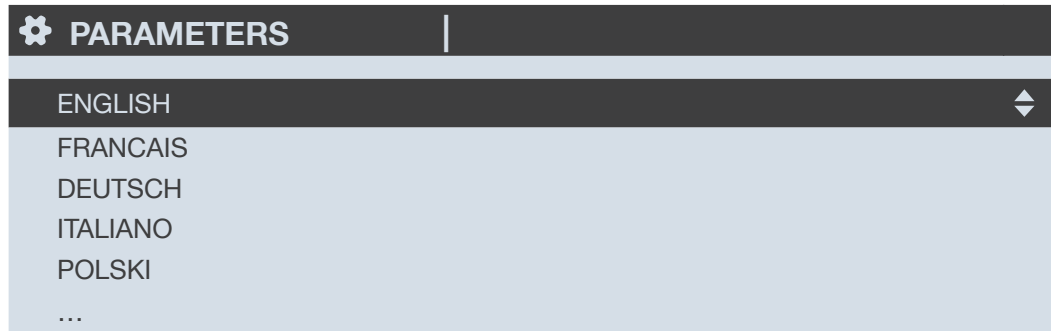 PARAMETERS
ENGLISH
FRANCAIS
DEUTSCH
ITALIANO
POLSKI
…